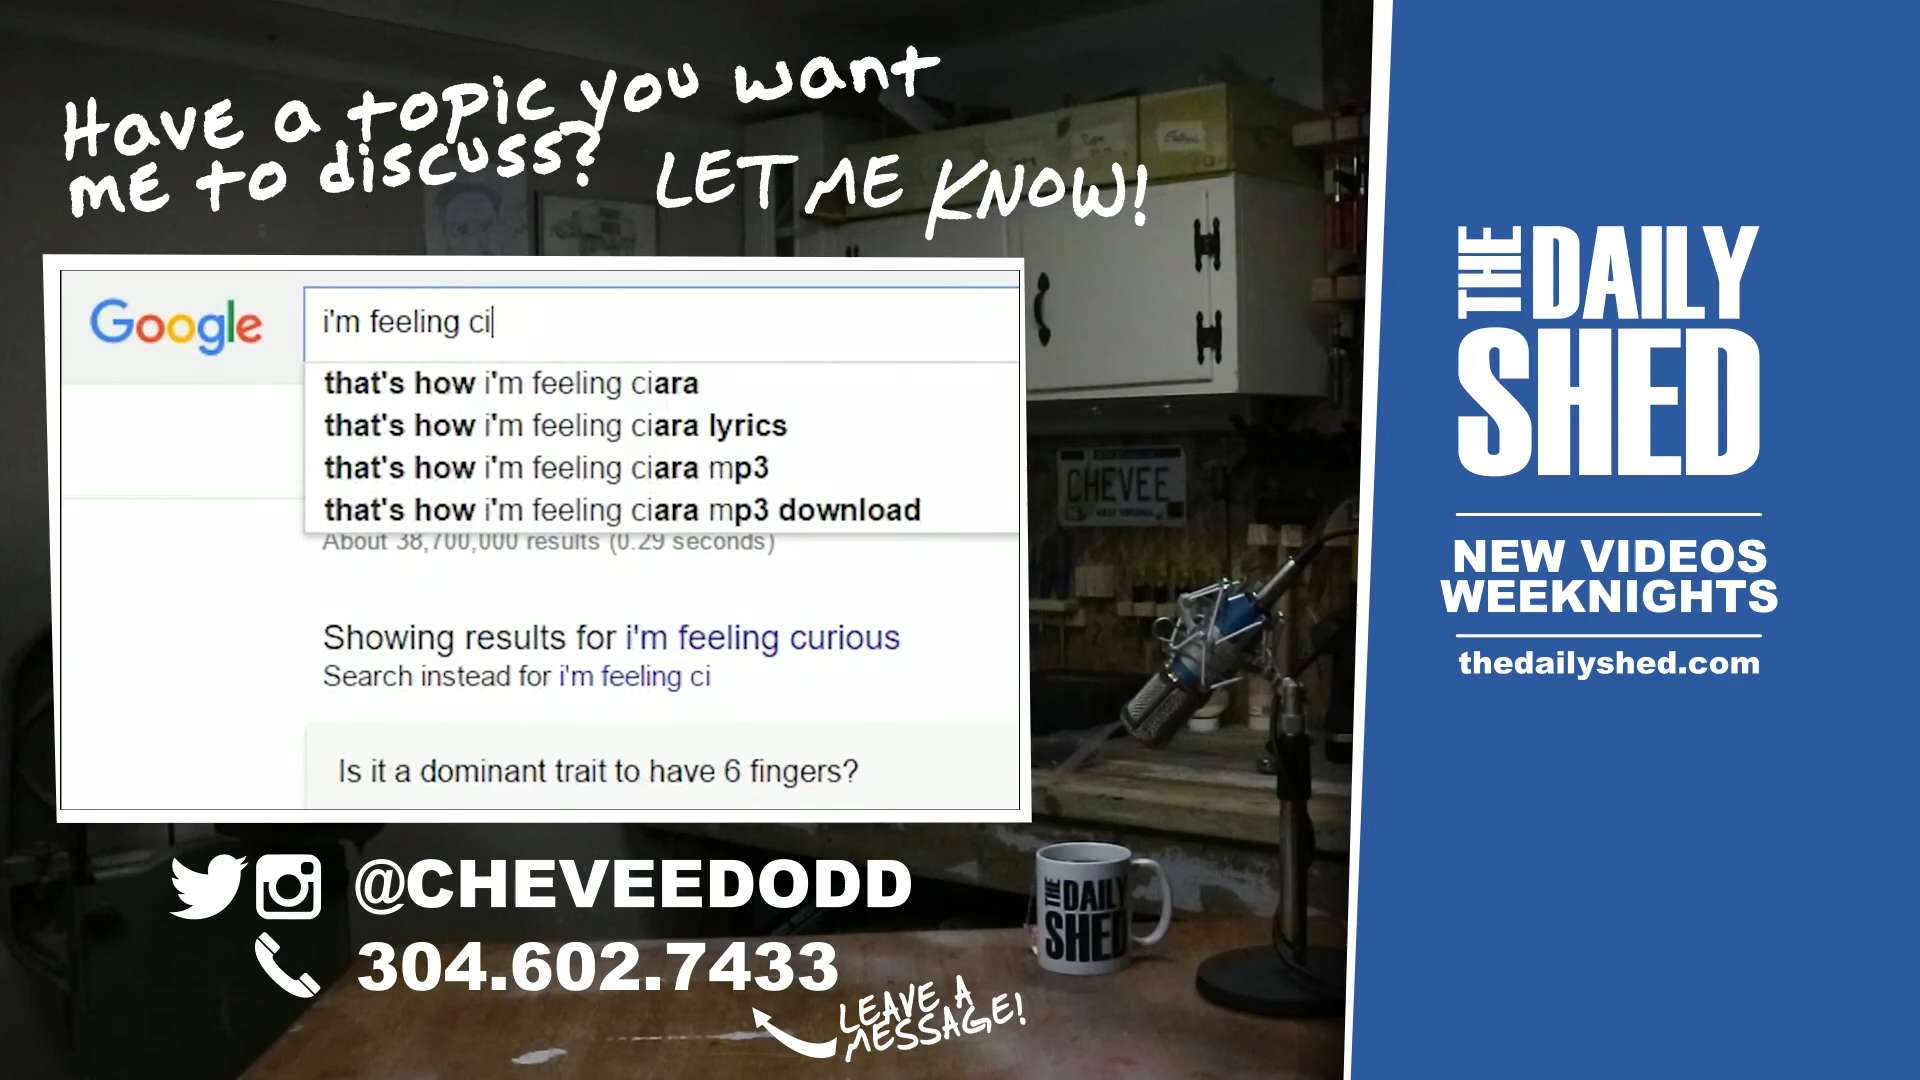 Have a topic you want
me to discuss?
LET ME KNOW!
Google
i'm feeling ci
that's how i'm feeling ciara
that's how i'm feeling ciara lyrics
that's how i'm feeling ciara mp3
that's how i'm feeling ciara mp3 download
About 38,700,000 results (0.29 seconds)
Showing results for i'm feeling curious
Search instead for i'm feeling ci
Is it a dominant trait to have 6 fingers?
CHEVEE
WEST VIRGINIA
@CHEVEEDODD
304.602.7433
LEAVE A
MESSAGE!
THE DAILY
SHED
THE DAILY
SHED
NEW VIDEOS
WEEKNIGHTS
thedailyshed.com